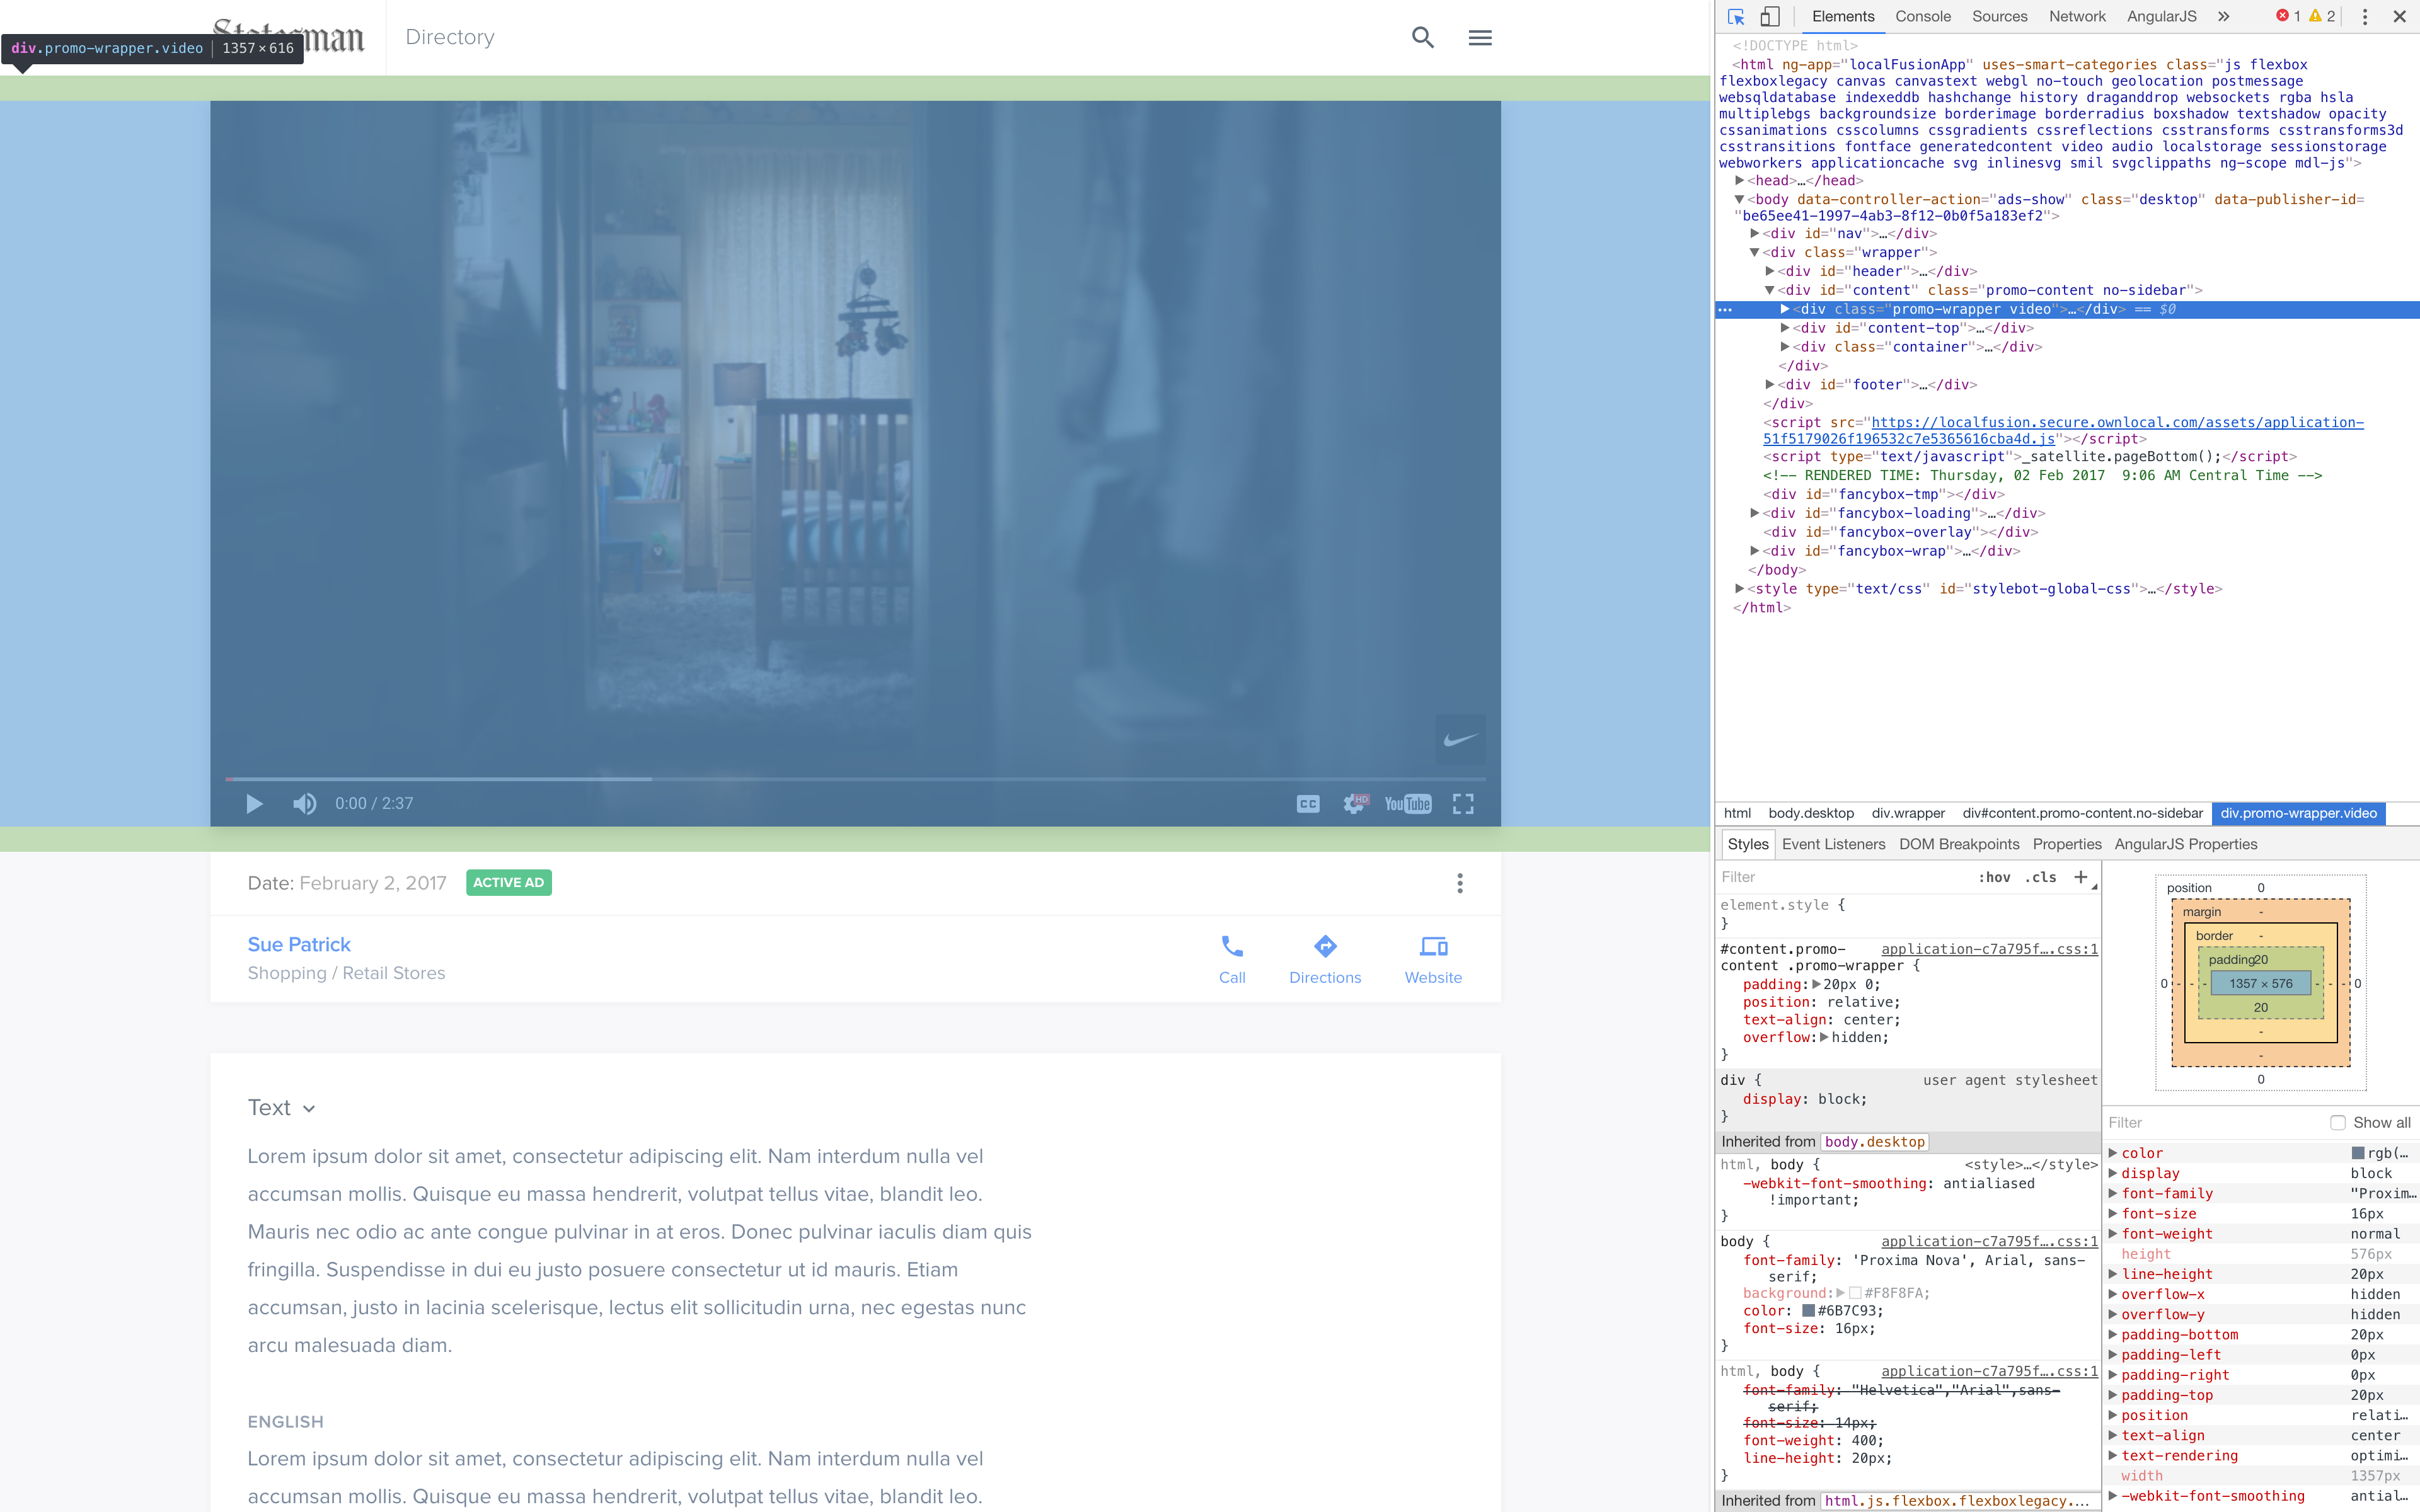 Statesman
Directory
div.promo-wrapper.video | 1357 × 616
0:00 / 2:37
CC
HD
YouTube
Date: February 2, 2017 ACTIVE AD
Sue Patrick
Shopping / Retail Stores
Call Directions Website
Text
Lorem ipsum dolor sit amet, consectetur adipiscing elit. Nam interdum nulla vel
accumsan mollis. Quisque eu massa hendrerit, volutpat tellus vitae, blandit leo.
Mauris nec odio ac ante congue pulvinar in at eros. Donec pulvinar iaculis diam quis
fringilla. Suspendisse in dui eu justo posuere consectetur ut id mauris. Etiam
accumsan, justo in lacinia scelerisque, lectus elit sollicitudin urna, nec egestas nunc
arcu malesuada diam.
ENGLISH
Lorem ipsum dolor sit amet, consectetur adipiscing elit. Nam interdum nulla vel
accumsan mollis. Quisque eu massa hendrerit, volutpat tellus vitae, blandit leo.
Elements Console Sources Network AngularJS » 1 2
<!DOCTYPE html>
<html ng-app="localFusionApp" uses-smart-categories class="js flexbox
flexboxlegacy canvas canvastext webgl no-touch geolocation postmessage
websqldatabase indexeddb hashchange history draganddrop websockets rgba hsla
multiplebgs backgroundsize borderimage borderradius boxshadow textshadow opacity
cssanimations csscolumns cssgradients cssreflections csstransforms csstransforms3d
csstransitions fontface generatedcontent video audio localstorage sessionstorage
webworkers applicationcache svg inlinesvg smil svgclippaths ng-scope mdl-js">
<head>…</head>
<body data-controller-action="ads-show" class="desktop" data-publisher-id=
"be65ee41-1997-4ab3-8f12-0b0f5a183ef2">
<div id="nav">…</div>
<div class="wrapper">
<div id="header">…</div>
<div id="content" class="promo-content no-sidebar">
<div class="promo-wrapper video">…</div> == $0
<div id="content-top">…</div>
<div class="container">…</div>
</div>
<div id="footer">…</div>
</div>
<script src="https://localfusion.secure.ownlocal.com/assets/application-
51f5179026f196532c7e5365616cba4d.js"></script>
<script type="text/javascript">_satellite.pageBottom();</script>
<!-- RENDERED TIME: Thursday, 02 Feb 2017  9:06 AM Central Time -->
<div id="fancybox-tmp"></div>
<div id="fancybox-loading">…</div>
<div id="fancybox-overlay"></div>
<div id="fancybox-wrap">…</div>
</body>
<style type="text/css" id="stylebot-global-css">…</style>
</html>
html body.desktop div.wrapper div#content.promo-content.no-sidebar div.promo-wrapper.video
Styles Event Listeners DOM Breakpoints Properties AngularJS Properties
Filter :hov .cls +
element.style {
}
#content.promo- application-c7a795f….css:1
content .promo-wrapper {
padding: 20px 0;
position: relative;
text-align: center;
overflow: hidden;
}
div { user agent stylesheet
display: block;
}
Inherited from body.desktop
html, body { <style>…</style>
-webkit-font-smoothing: antialiased
!important;
}
body { application-c7a795f….css:1
font-family: 'Proxima Nova', Arial, sans-
serif;
background: #F8F8FA;
color: #6B7C93;
font-size: 16px;
}
html, body { application-c7a795f….css:1
font-family: "Helvetica","Arial",sans-
serif;
font-size: 14px;
font-weight: 400;
line-height: 20px;
}
Inherited from html.js.flexbox.flexboxlegacy.…
position 0
margin -
border -
padding 20
0 - - - 1357 × 576 - - - 0
20
-
-
0
Filter Show all
color rgb(…
display block
font-family "Proxim…
font-size 16px
font-weight normal
height 576px
line-height 20px
overflow-x hidden
overflow-y hidden
padding-bottom 20px
padding-left 0px
padding-right 0px
padding-top 20px
position relati…
text-align center
text-rendering optimi…
width 1357px
-webkit-font-smoothing antial…